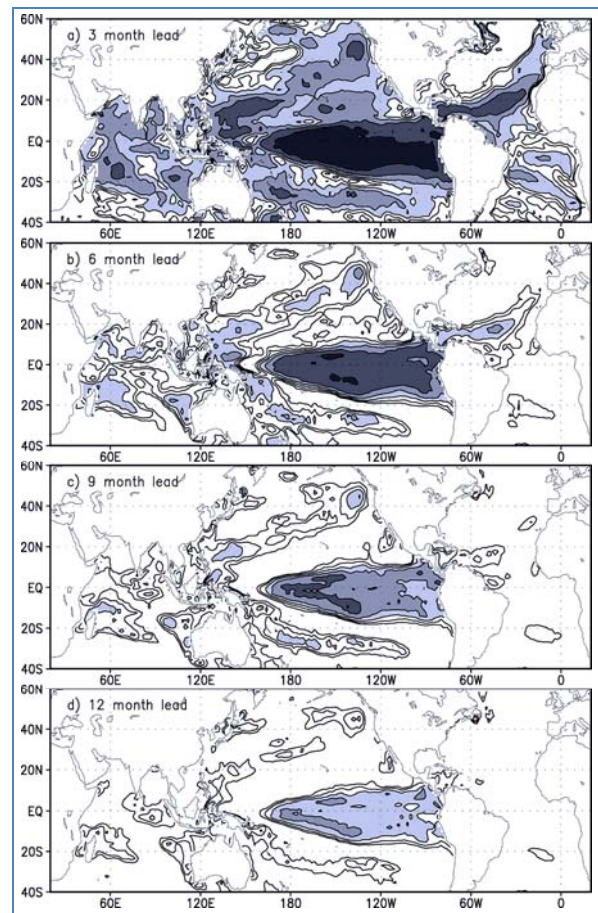 a) 3 month lead
60N
40N
20N
EQ
20S
40S
60E 120E 180 120W 60W 0
b) 6 month lead
60N
40N
20N
EQ
20S
40S
60E 120E 180 120W 60W 0
c) 9 month lead
60N
40N
20N
EQ
20S
40S
60E 120E 180 120W 60W 0
d) 12 month lead
60N
40N
20N
EQ
20S
40S
60E 120E 180 120W 60W 0